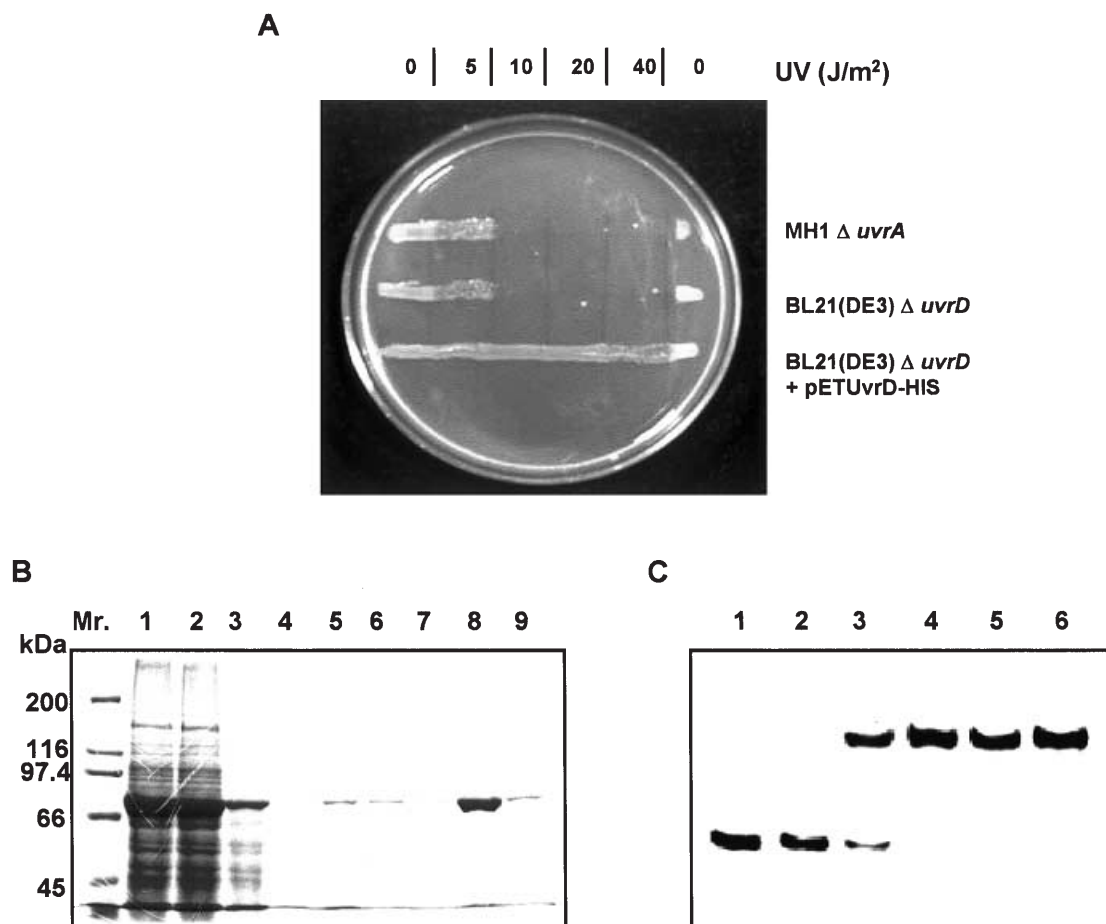 A
0 | 5 | 10 | 20 | 40 | 0 UV (J/m²)
MH1 Δ uvrA
BL21(DE3) Δ uvrD
BL21(DE3) Δ uvrD
+ pETUvrD-HIS
B
Mr. 1 2 3 4 5 6 7 8 9
kDa
200
116
97.4
66
45
C
1 2 3 4 5 6